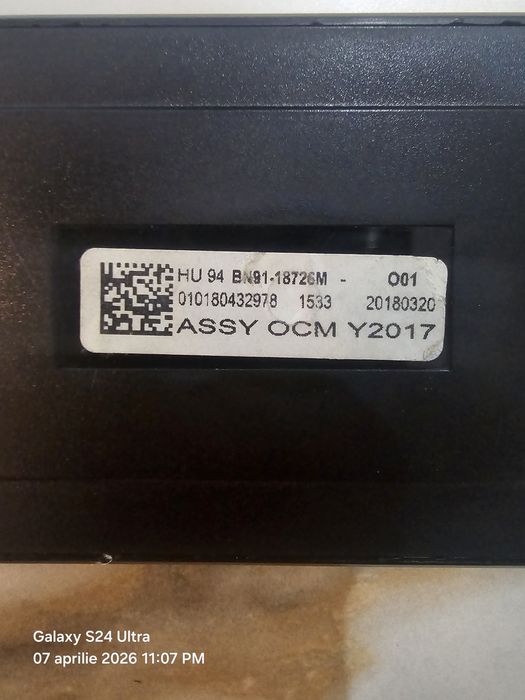 HU 94 BN91-18726M - O01
010180432978 1533 20180320
ASSY OCM Y2017
Galaxy S24 Ultra
07 aprilie 2026 11:07 PM